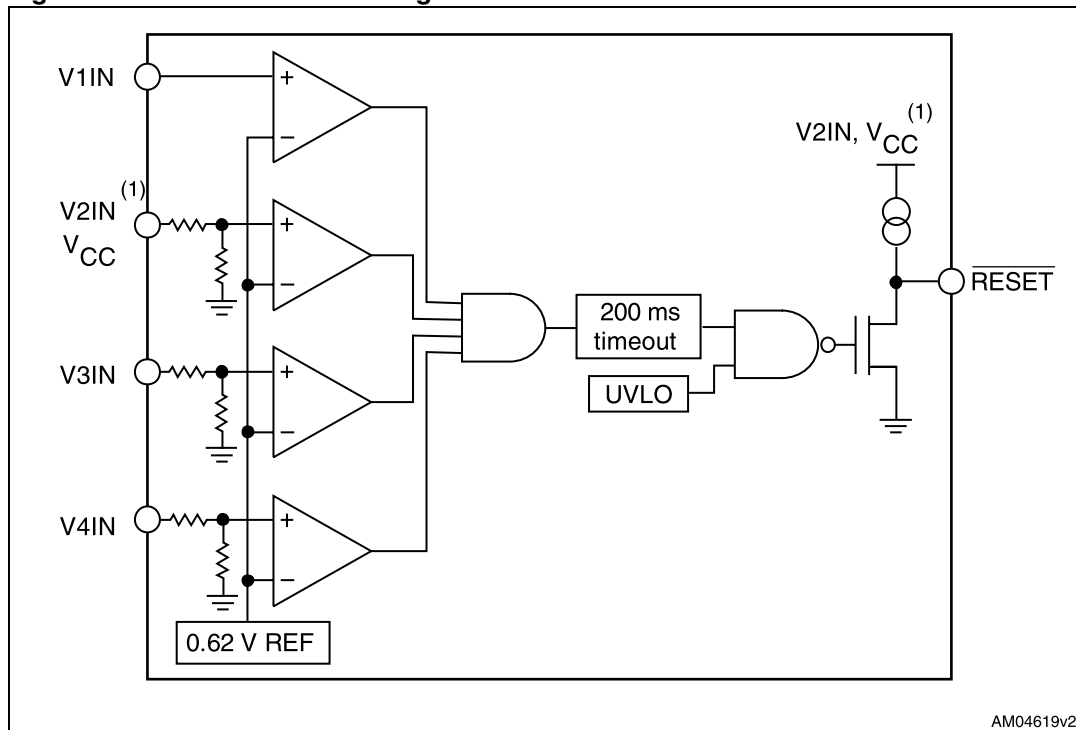 V1IN
+
−
(1)
V2IN
VCC
+
−
V3IN
+
−
V4IN
+
−
0.62 V REF
200 ms
timeout
UVLO
(1)
V2IN, VCC
RESET
AM04619v2